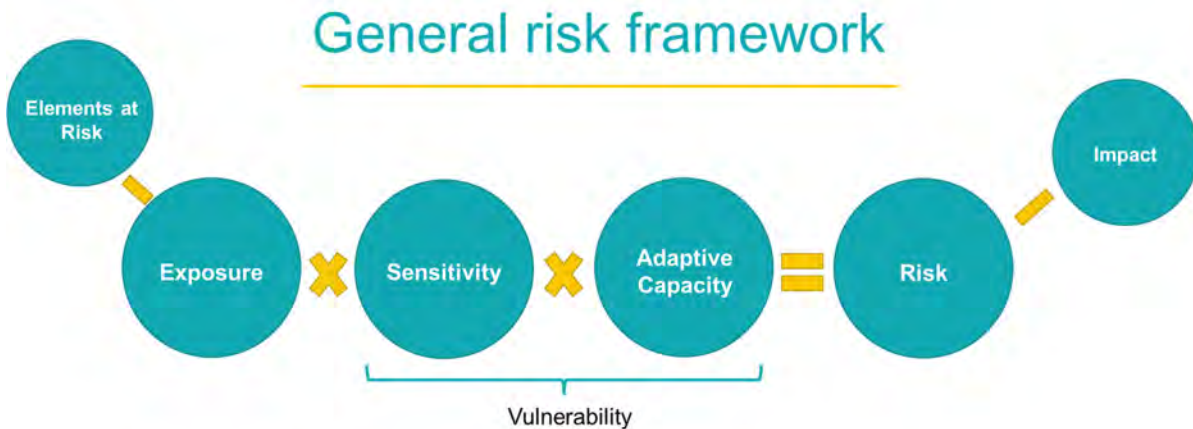 General risk framework
Elements at
Risk
Impact
Exposure
Sensitivity
Adaptive
Capacity
Risk
Vulnerability